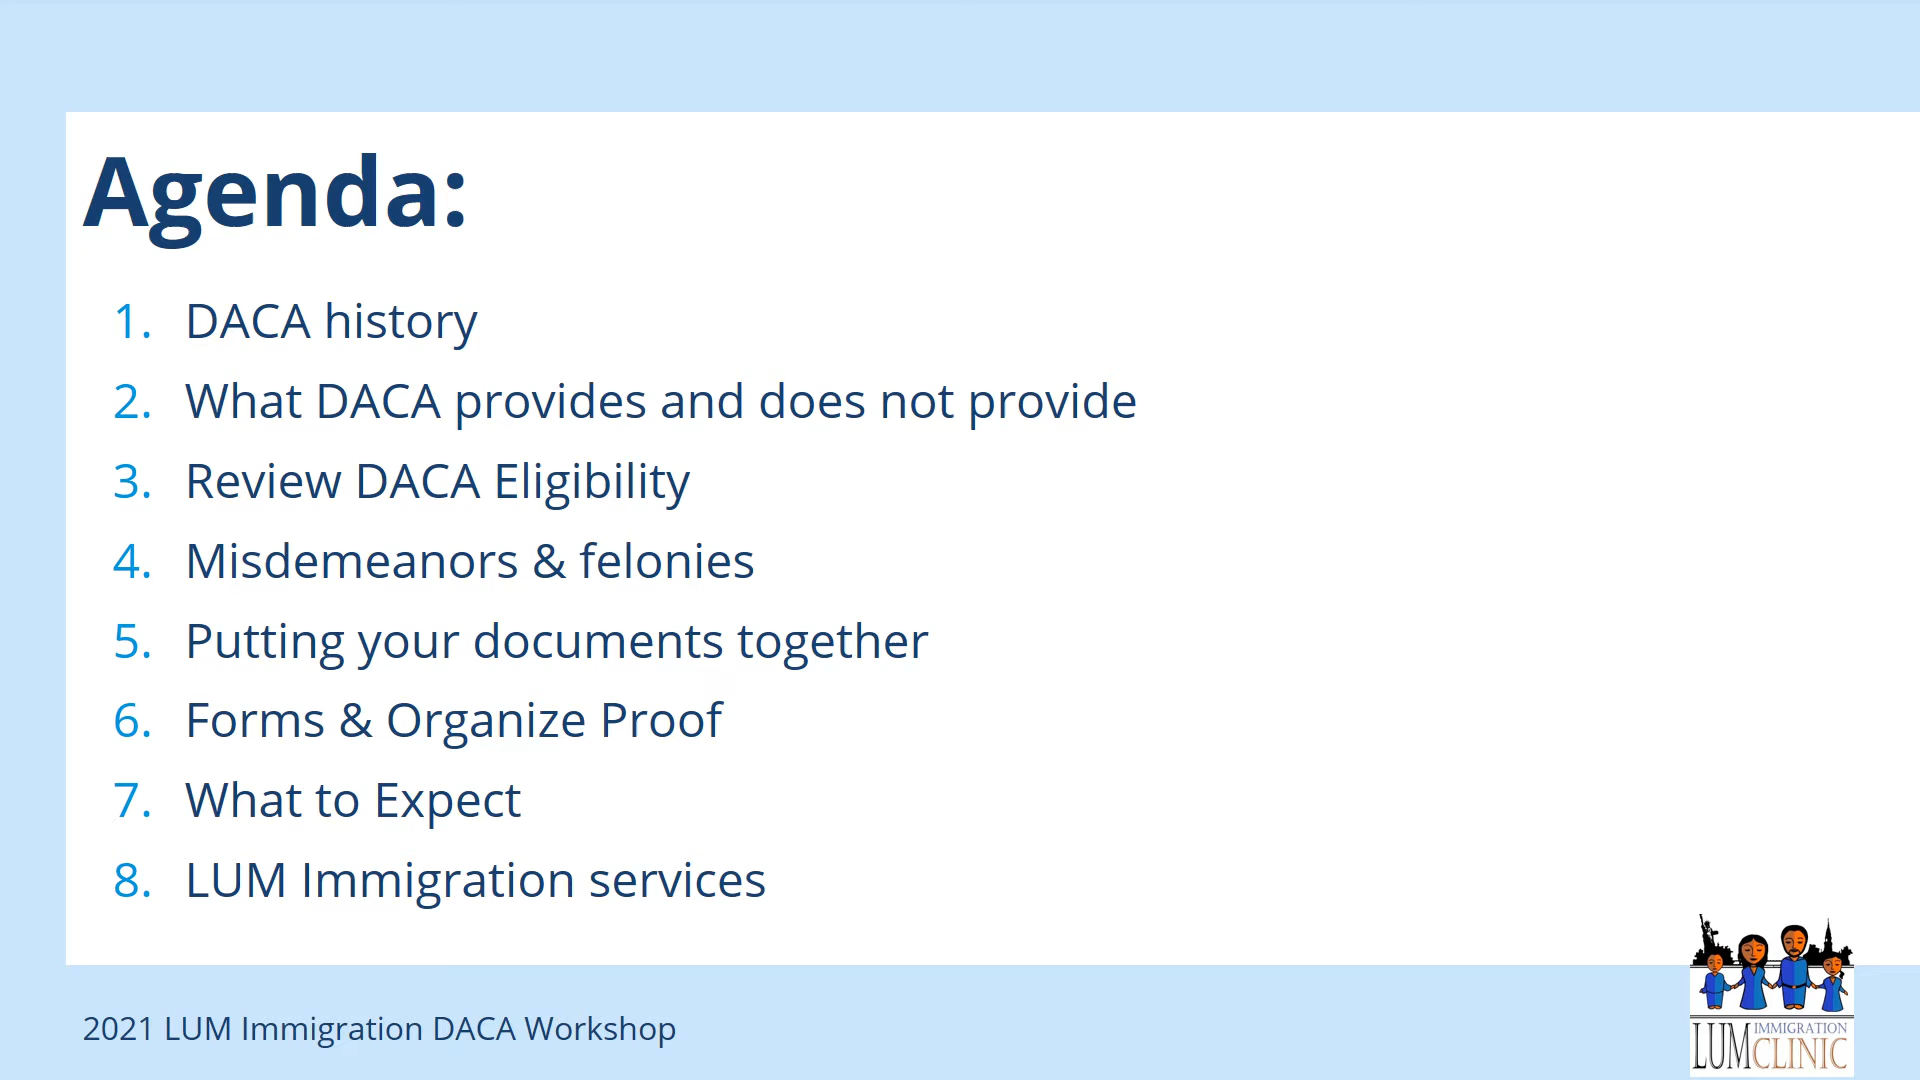 Agenda:
1. DACA history
2. What DACA provides and does not provide
3. Review DACA Eligibility
4. Misdemeanors & felonies
5. Putting your documents together
6. Forms & Organize Proof
7. What to Expect
8. LUM Immigration services
2021 LUM Immigration DACA Workshop
LUM IMMIGRATION CLINIC